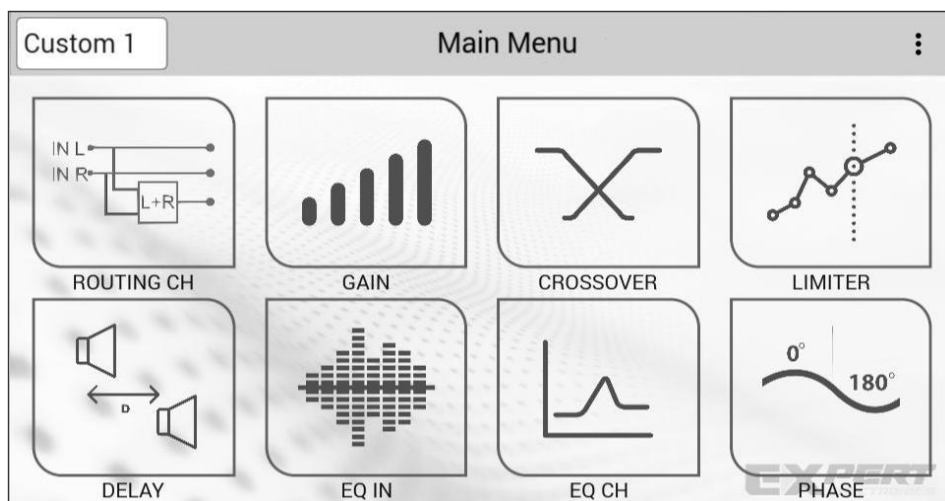 Custom 1
Main Menu
IN L
IN R
L+R
ROUTING CH
GAIN
CROSSOVER
LIMITER
D
0°
180°
DELAY
EQ IN
EQ CH
PHASE
EXPERT
ELECTRONICS